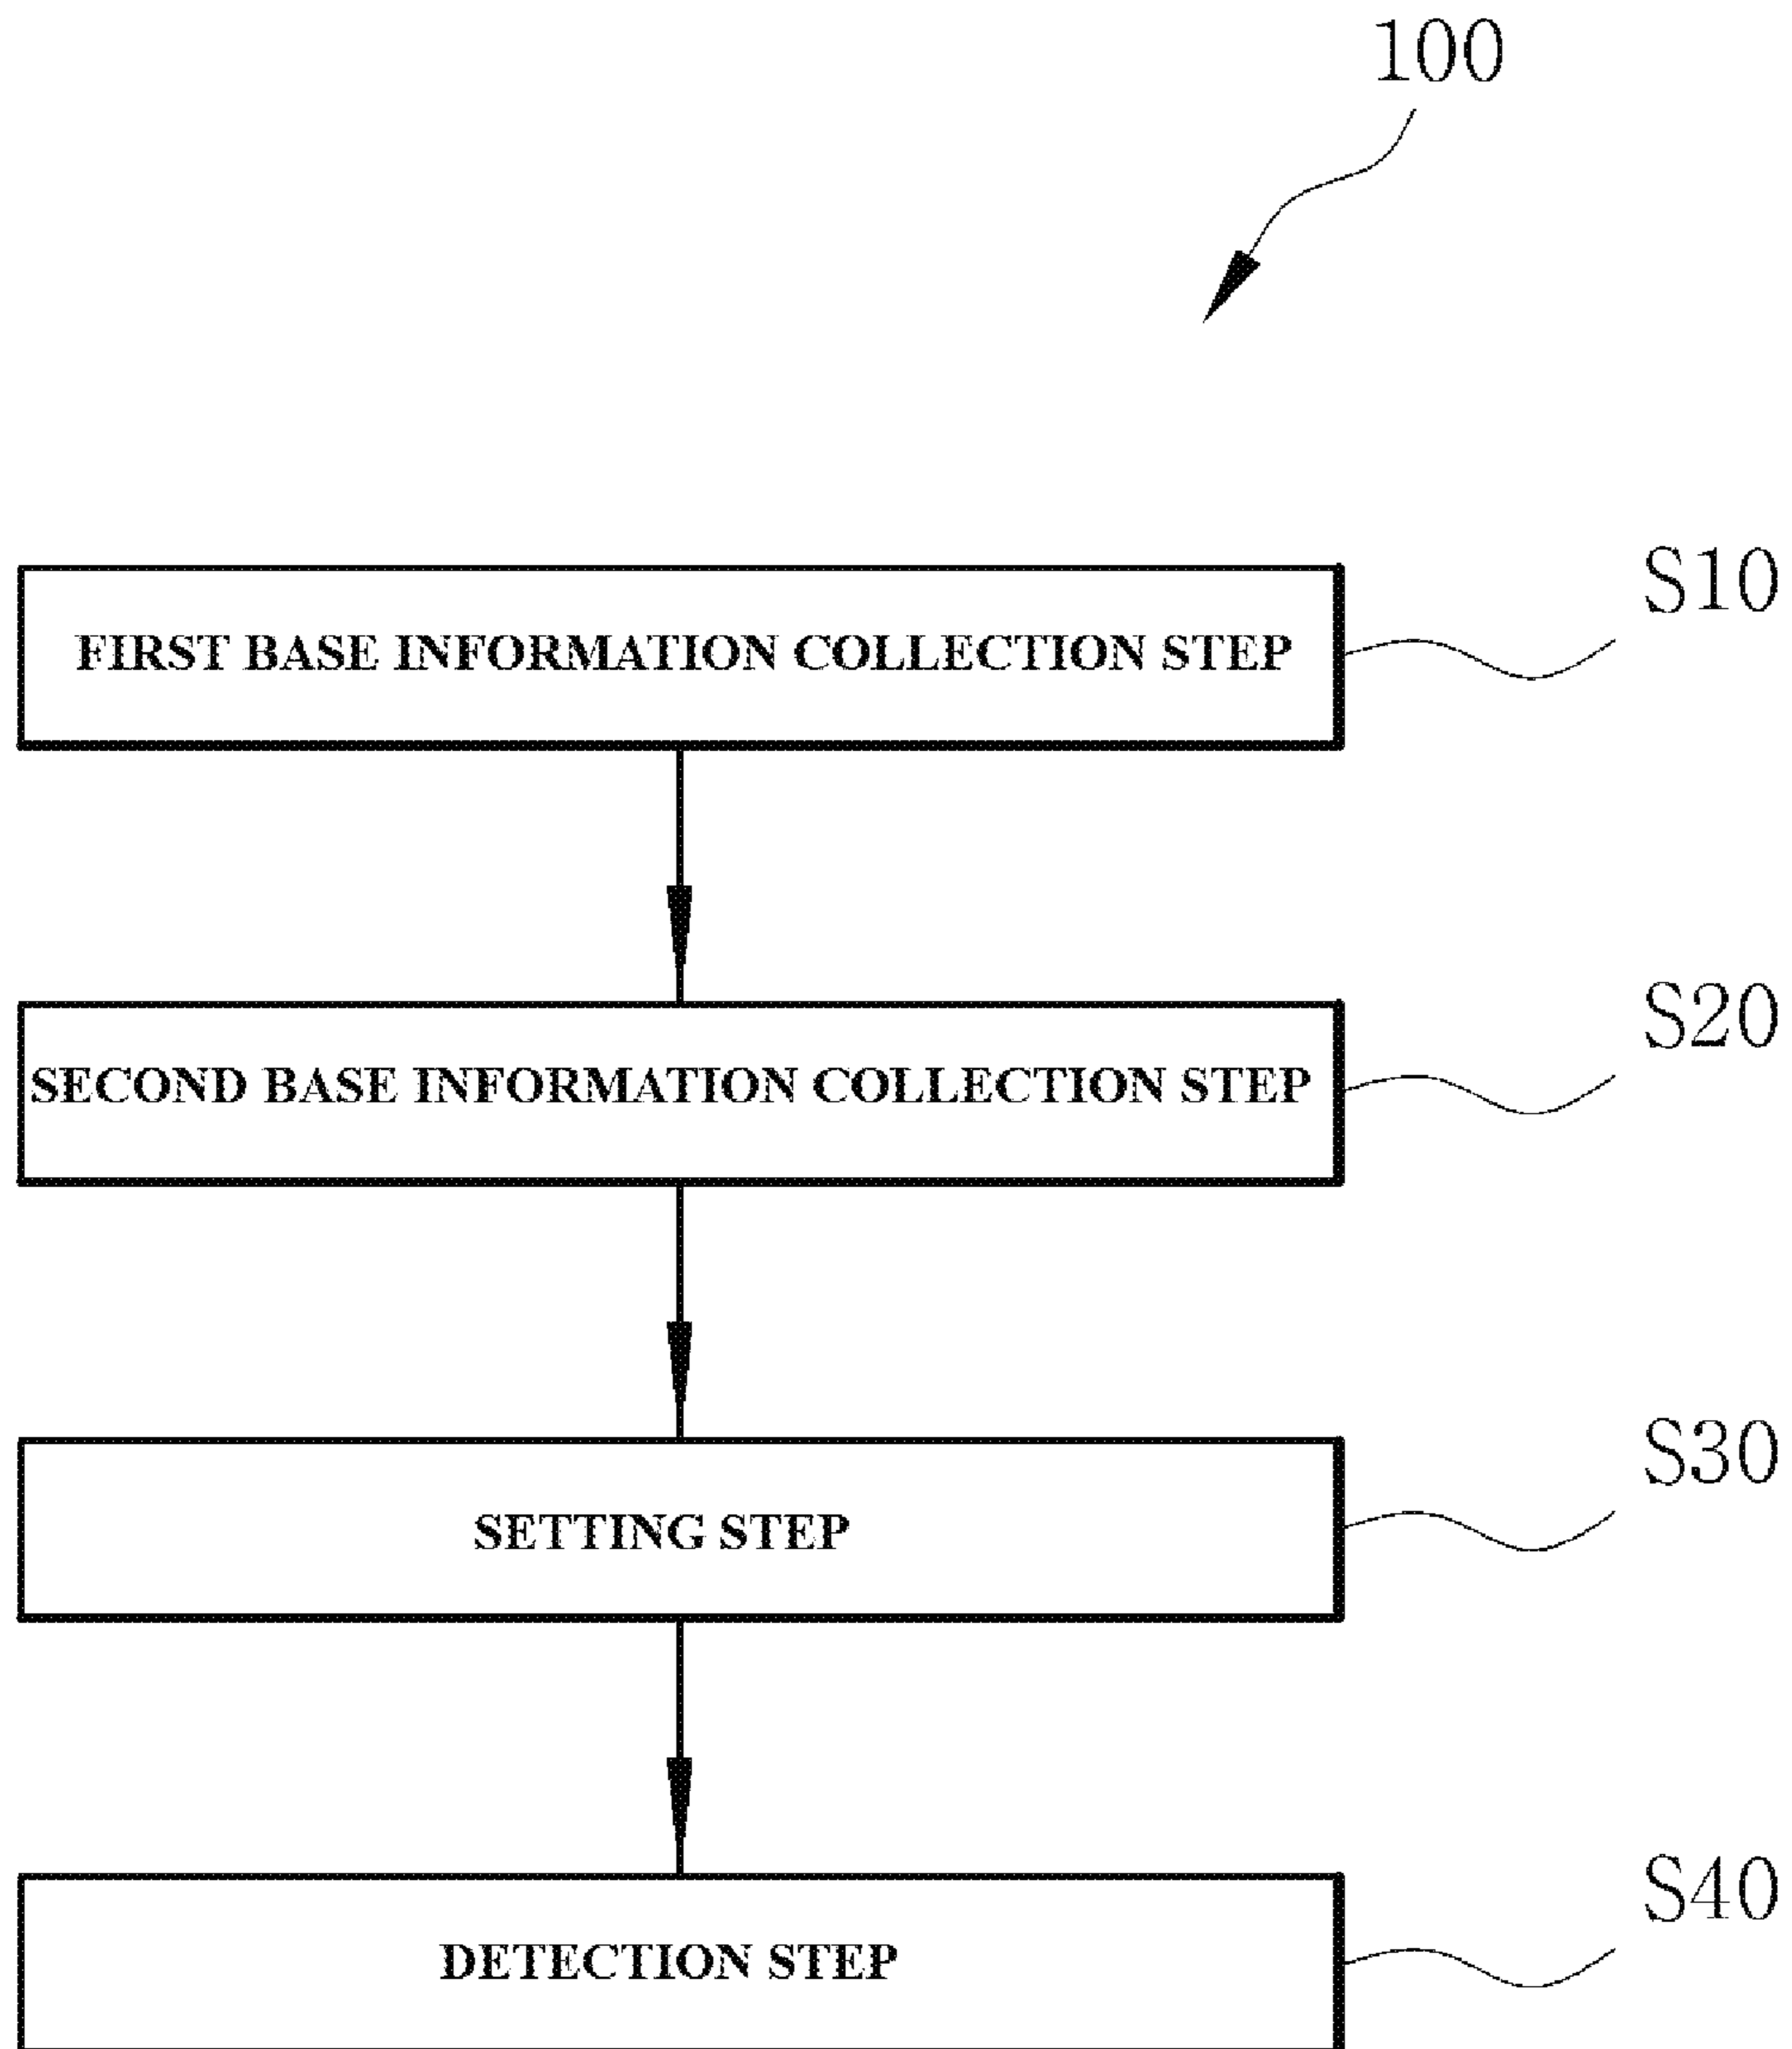 100
S10
FIRST BASE INFORMATION COLLECTION STEP
S20
SECOND BASE INFORMATION COLLECTION STEP
S30
SETTING STEP
S40
DETECTION STEP